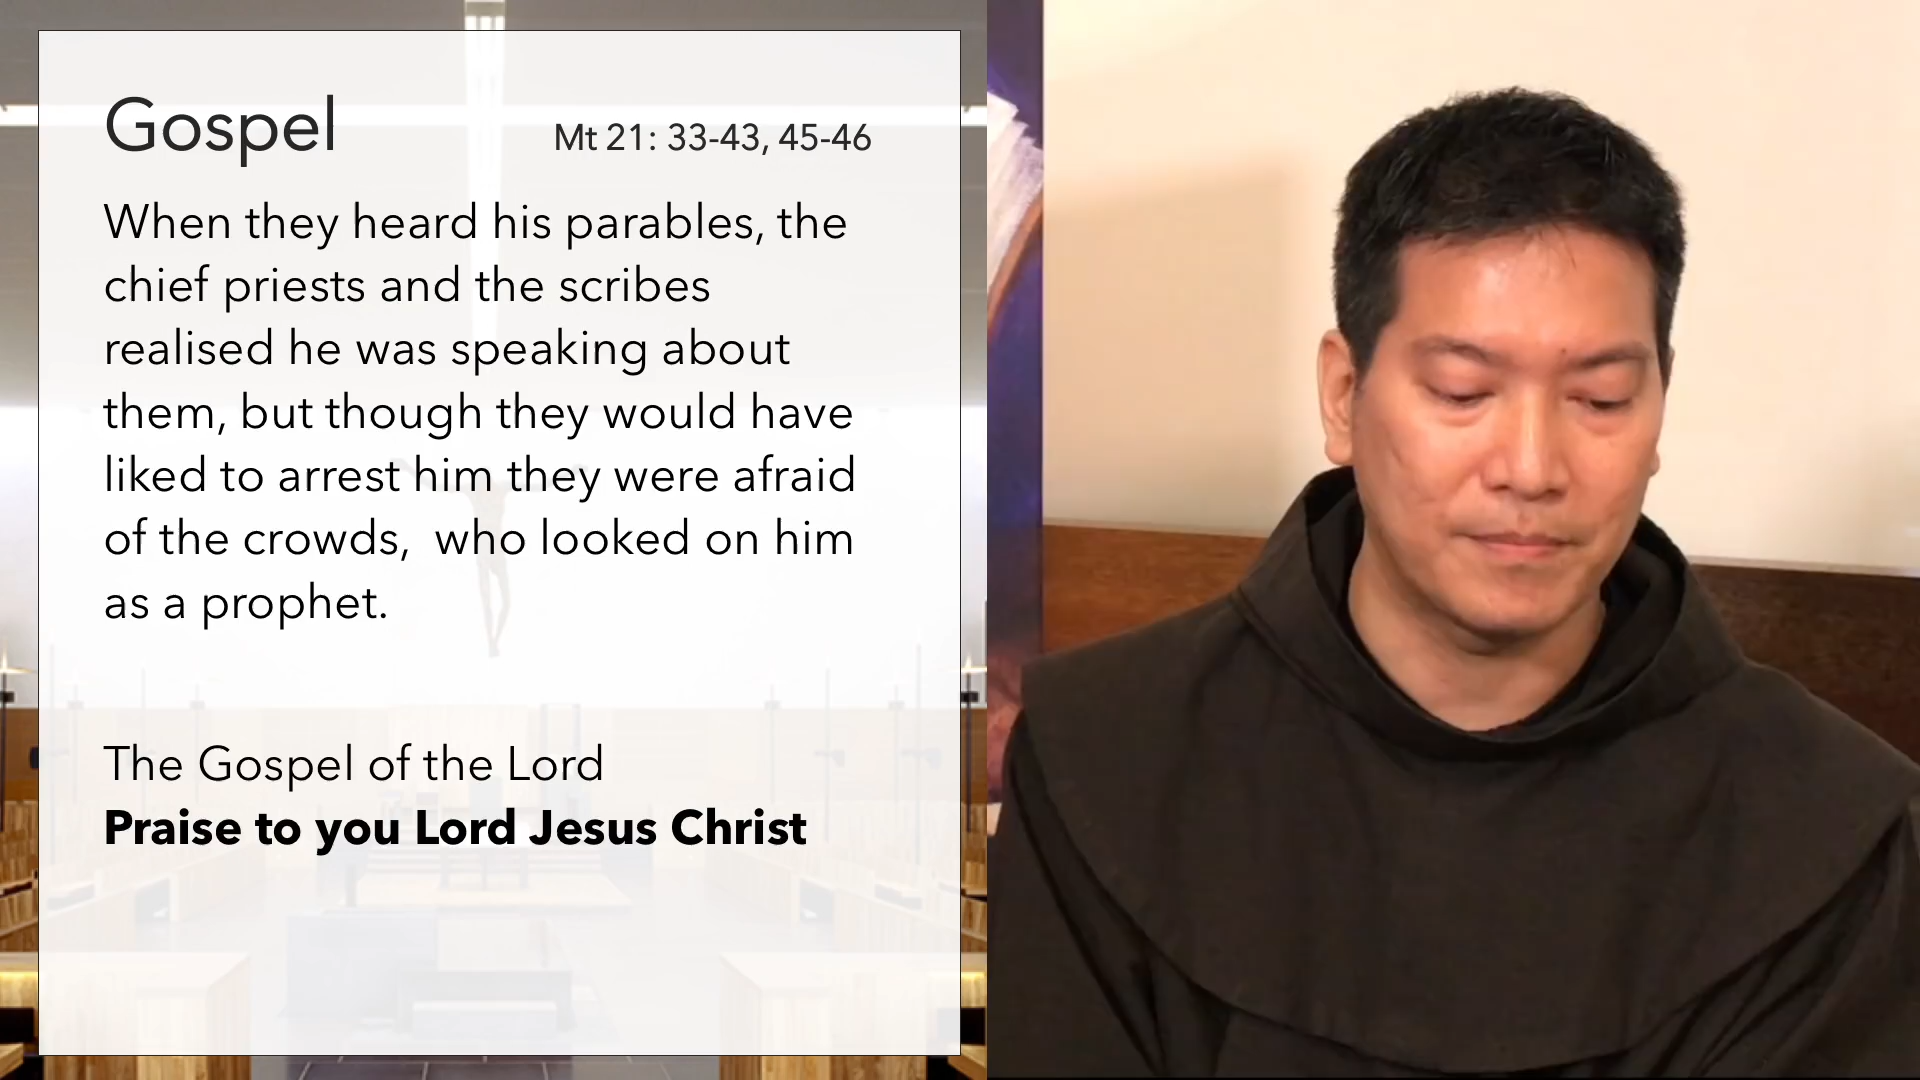 Gospel
Mt 21: 33-43, 45-46
When they heard his parables, the
chief priests and the scribes
realised he was speaking about
them, but though they would have
liked to arrest him they were afraid
of the crowds,  who looked on him
as a prophet.
The Gospel of the Lord
Praise to you Lord Jesus Christ